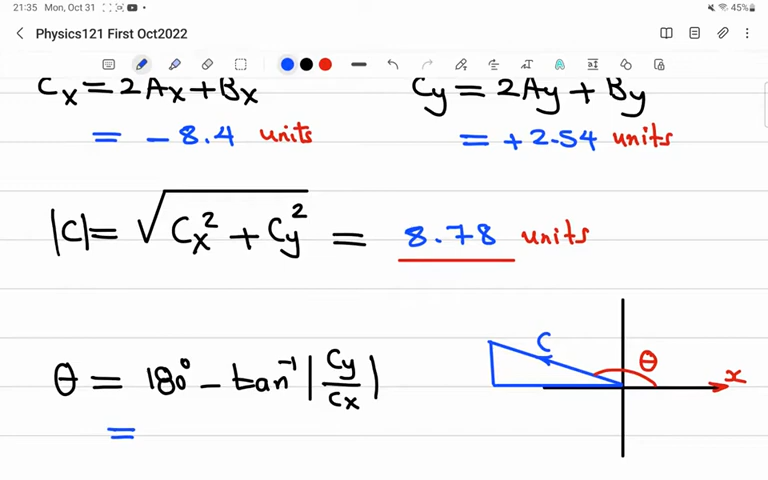 21:35 Mon, Oct 31 45%
Physics121 First Oct2022
Cx = 2Ax + Bx Cy = 2Ay + By
= -8.4 units = +2.54 units
|C| = √(Cx² + Cy²) = 8.78 units
C θ x
θ = 180° - tan⁻¹ |Cy/Cx|
=